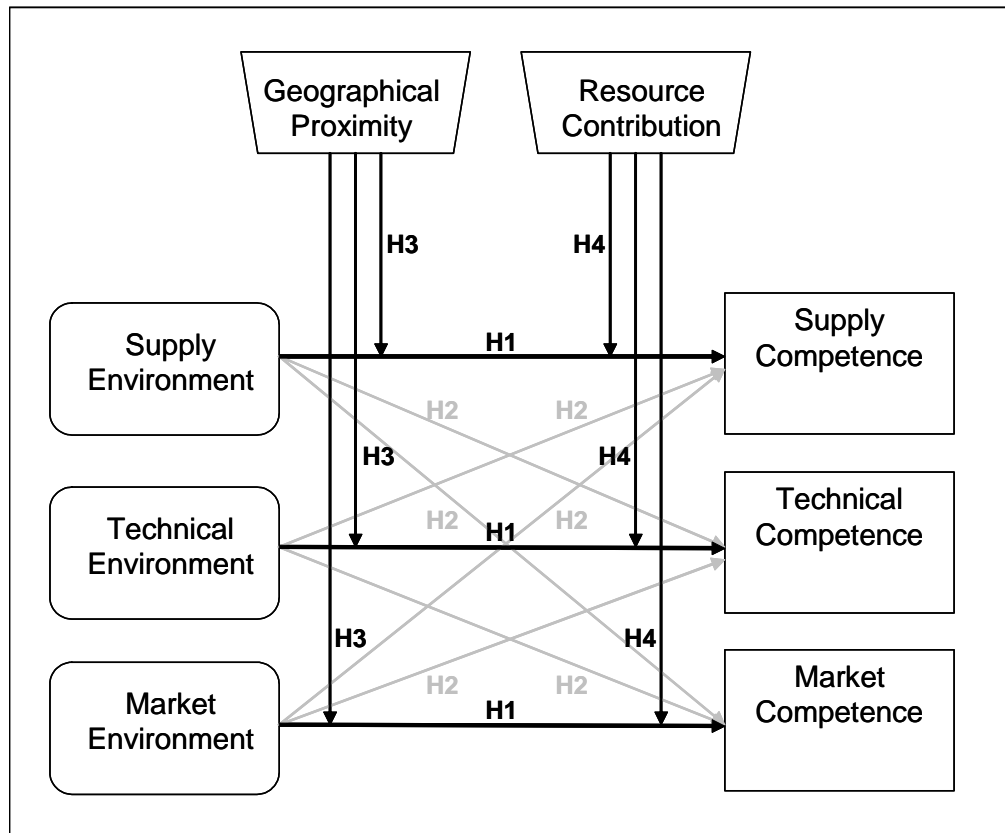 Geographical
Proximity
Resource
Contribution
H3
H4
Supply
Environment
H1
Supply
Competence
H2
H2
H3
H4
Technical
Environment
H2
H2
H1
Technical
Competence
H3
H4
Market
Environment
H2
H2
H1
Market
Competence